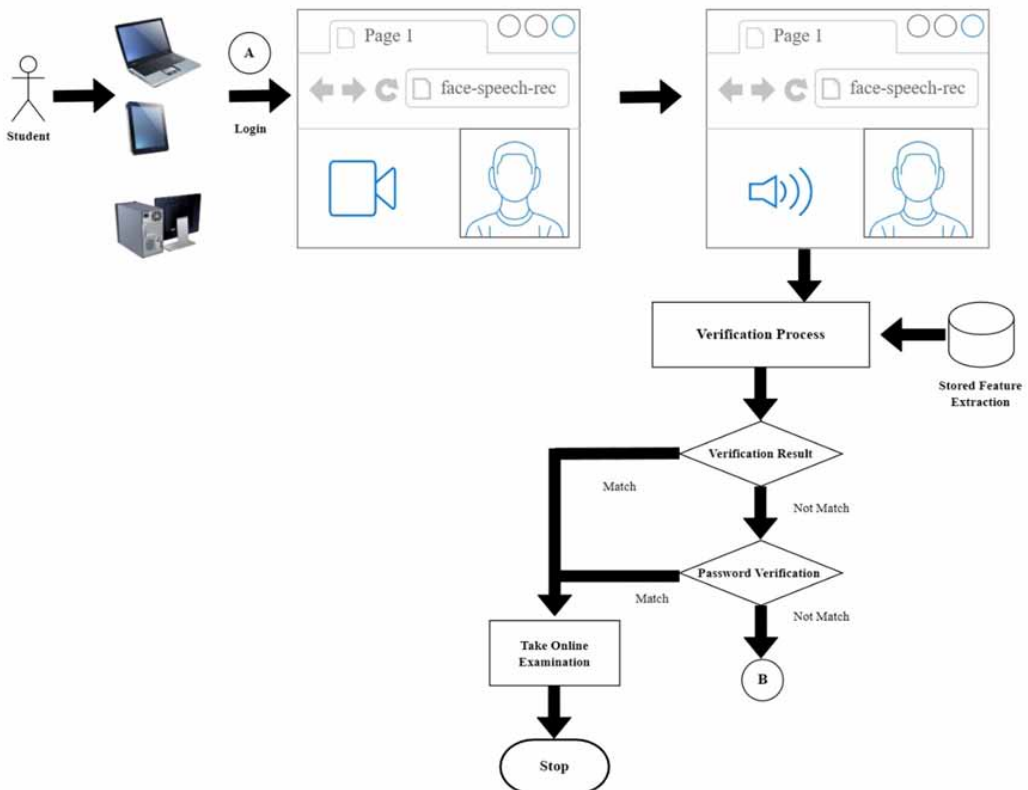 Page 1
face-speech-rec
Page 1
face-speech-rec
A
Login
Student
Verification Process
Stored Feature
Extraction
Verification Result
Match
Not Match
Password Verification
Match
Not Match
Take Online
Examination
B
Stop